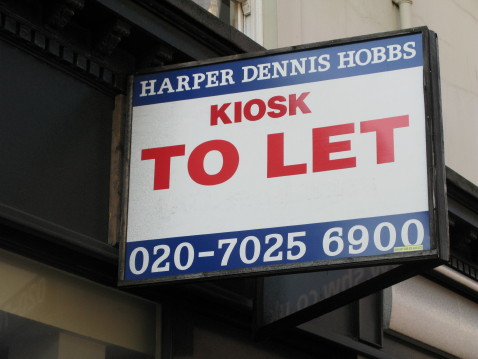 HARPER DENNIS HOBBS
KIOSK
TO LET
020-7025 6900